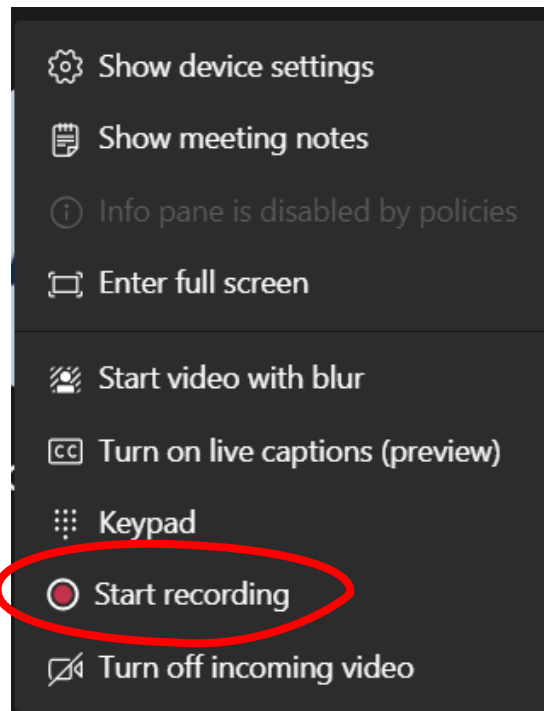 Show device settings
Show meeting notes
Info pane is disabled by policies
Enter full screen
Start video with blur
CC Turn on live captions (preview)
Keypad
Start recording
Turn off incoming video